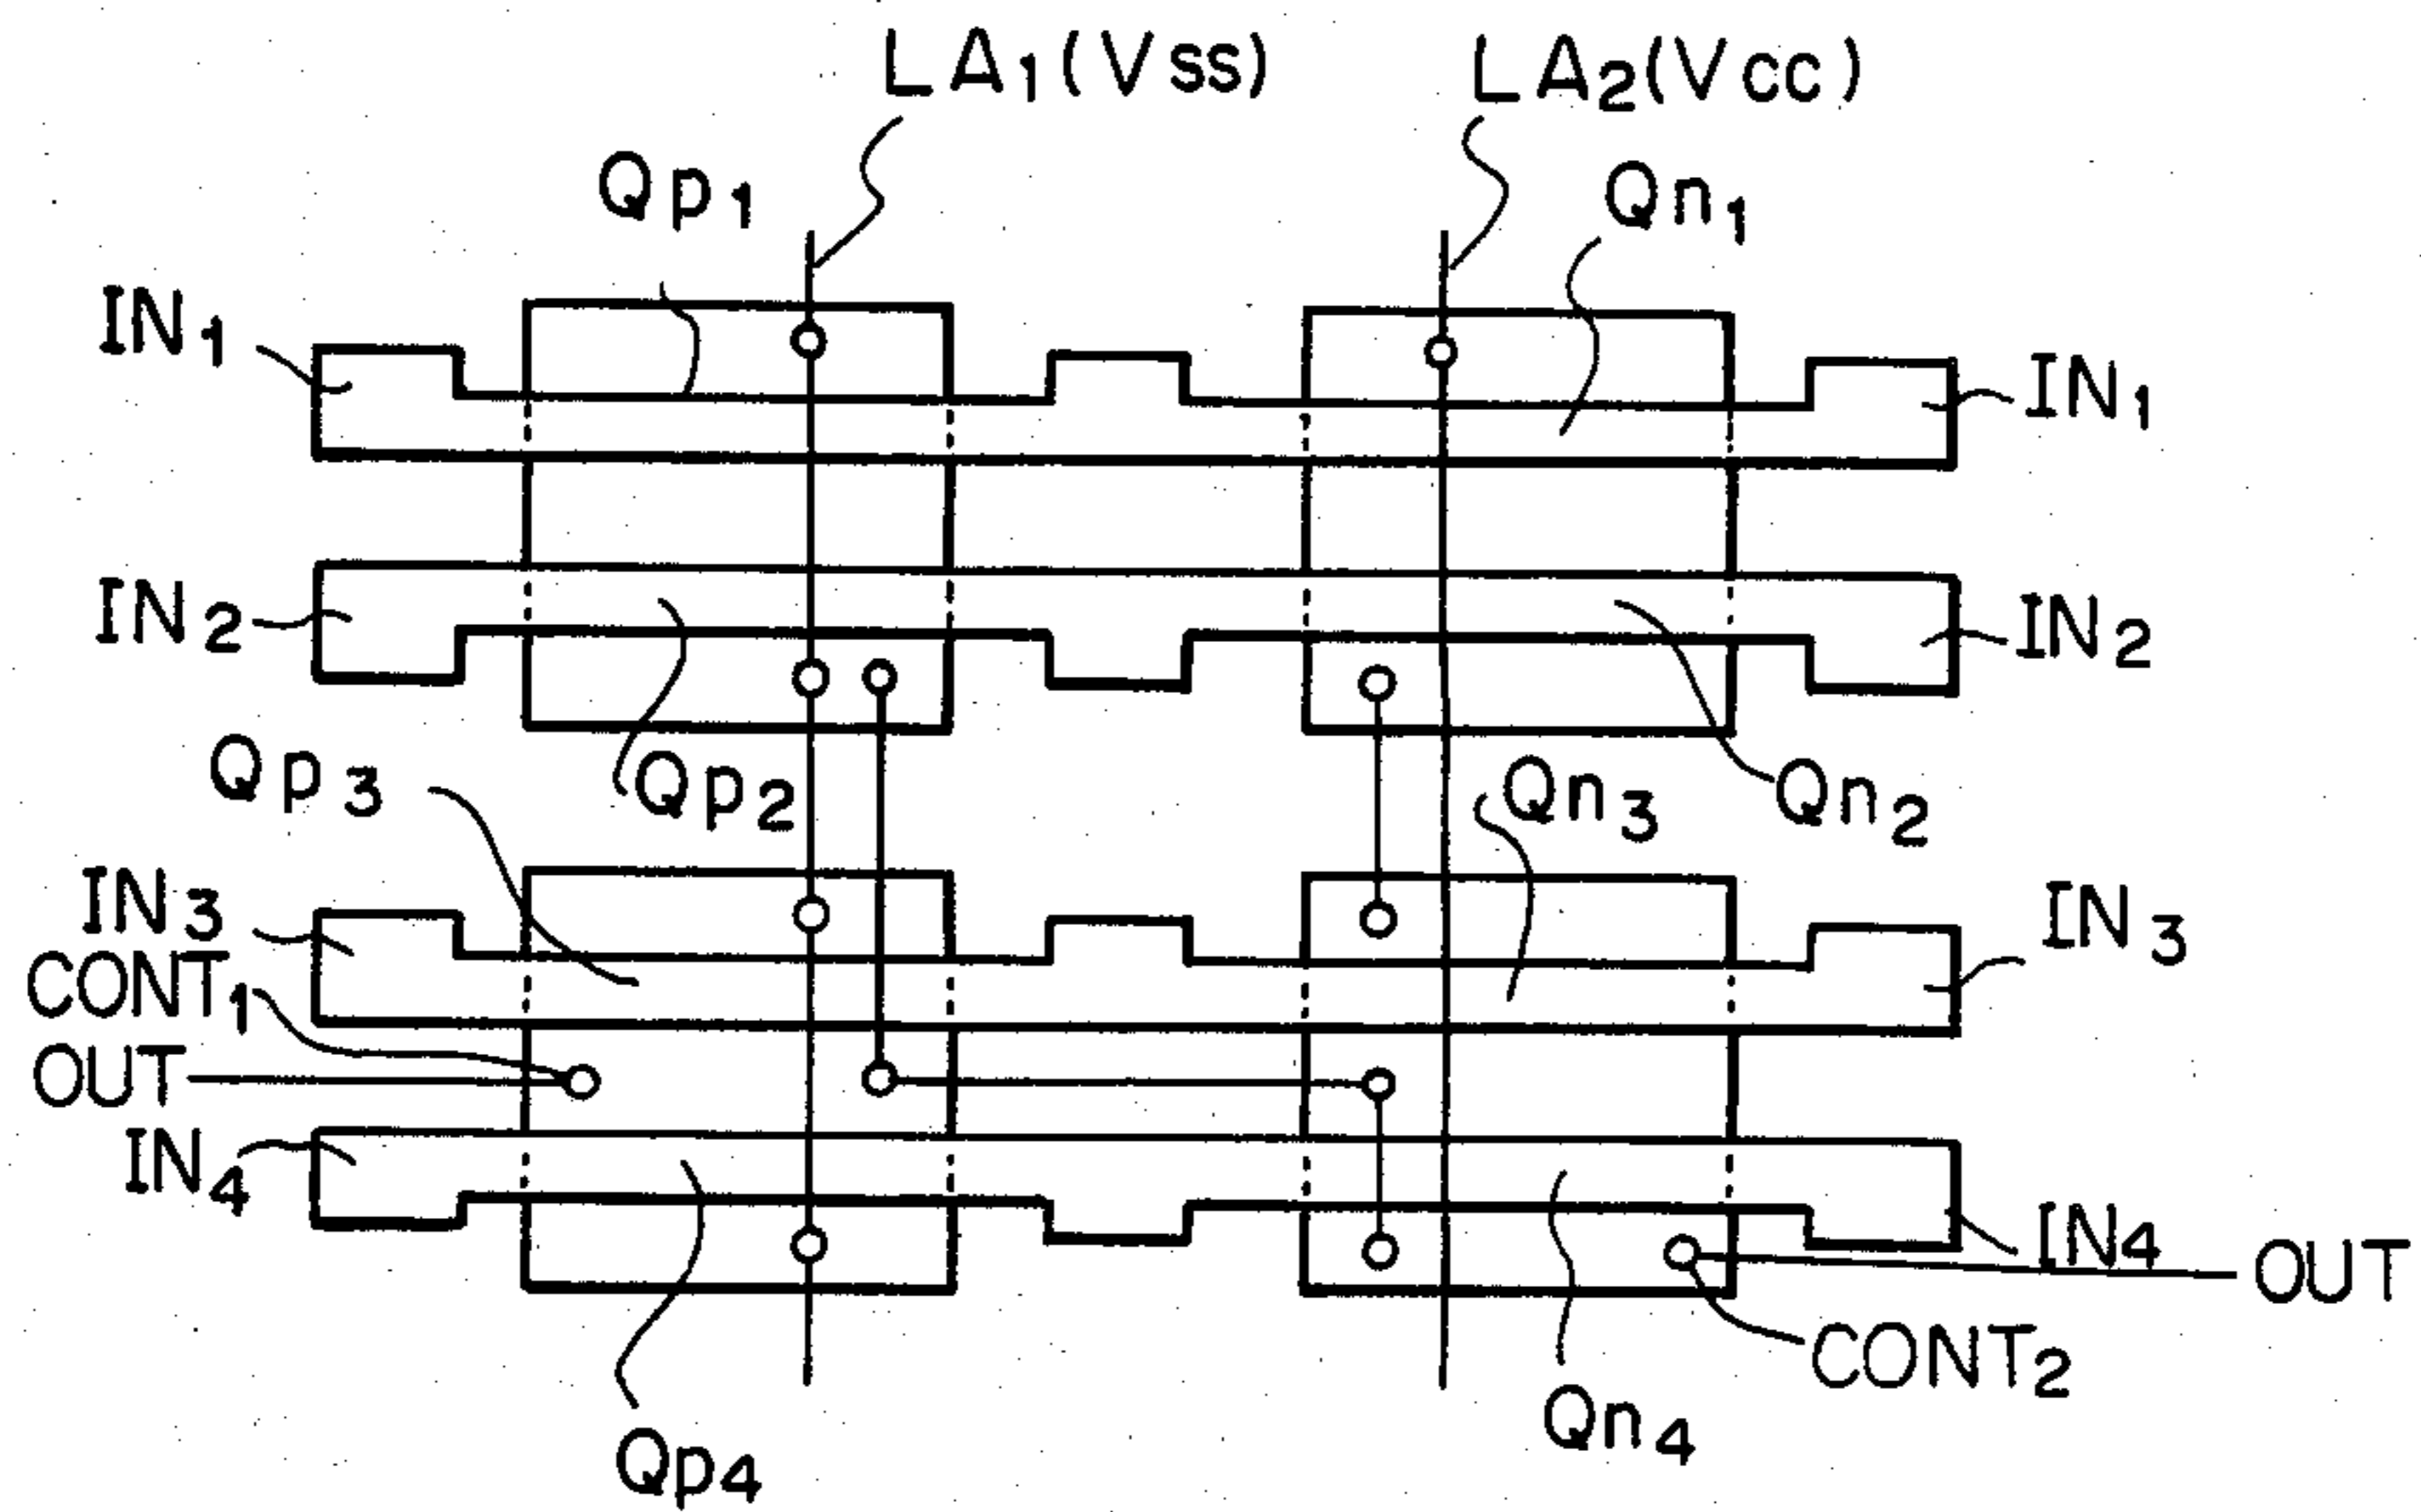 LA1(Vss) LA2(Vcc)
Qp1 Qn1
IN1 IN1
IN2 IN2
Qp3 Qp2 Qn3 Qn2
IN3 IN3
CONT1
OUT
IN4 IN4 OUT
CONT2
Qp4 Qn4